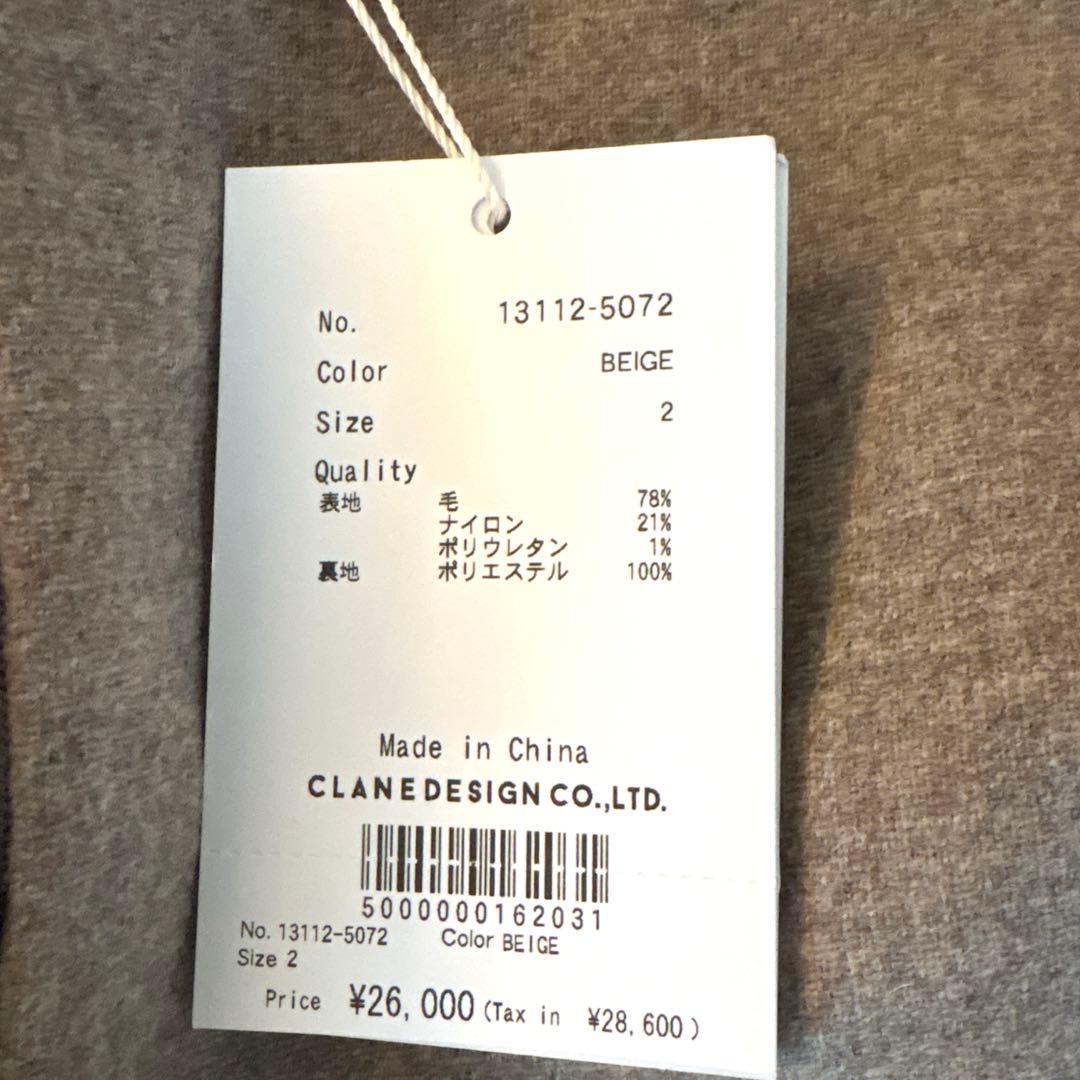 No. 13112-5072
Color BEIGE
Size 2
Quality
表地 毛 78%
ナイロン 21%
ポリウレタン 1%
裏地 ポリエステル 100%
Made in China
CLANE DESIGN CO.,LTD.
5000000162031
No. 13112-5072 Color BEIGE
Size 2
Price ¥26,000 (Tax in ¥28,600)